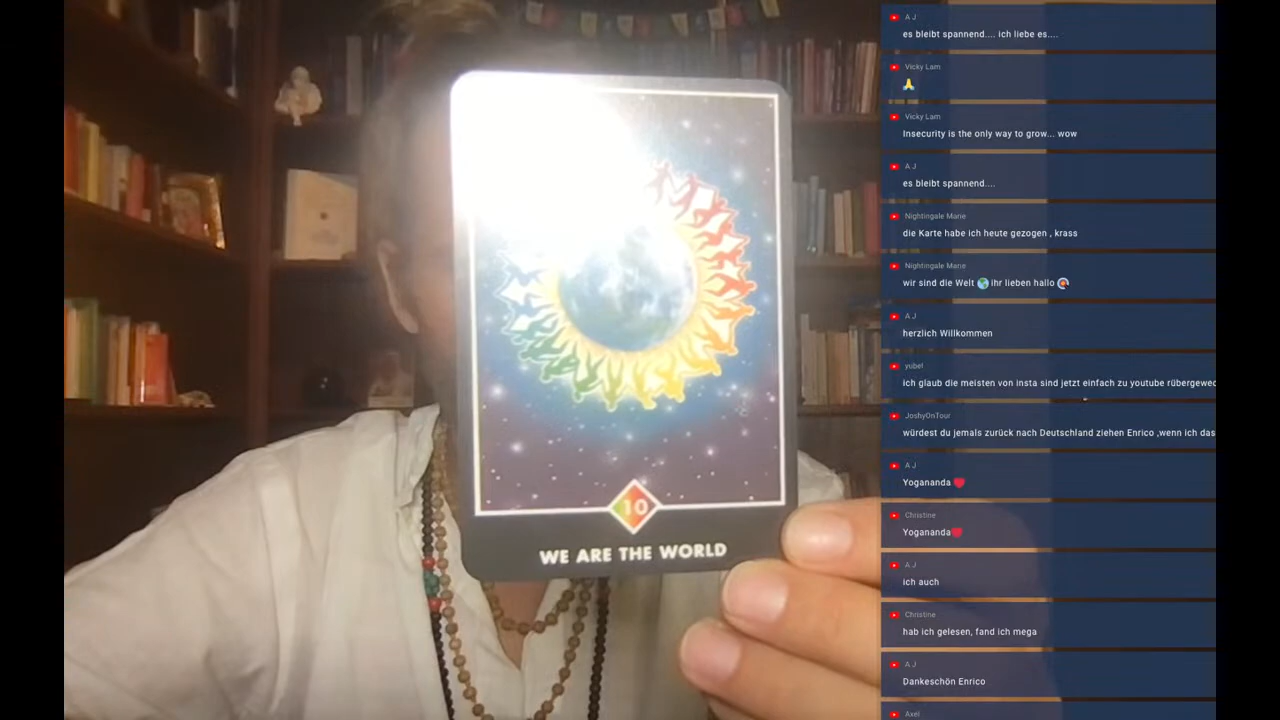 10
WE ARE THE WORLD
A J
es bleibt spannend.... ich liebe es....
Vicky Lam
🙏
Vicky Lam
Insecurity is the only way to grow... wow
A J
es bleibt spannend....
Nightingale Marie
die Karte habe ich heute gezogen , krass
Nightingale Marie
wir sind die Welt 🌍 ihr lieben hallo
A J
herzlich Willkommen
yube!
ich glaub die meisten von insta sind jetzt einfach zu youtube rübergewec
JoshyOnTour
würdest du jemals zurück nach Deutschland ziehen Enrico ,wenn ich das
A J
Yogananda ❤️
Christine
Yogananda❤️
A J
ich auch
Christine
hab ich gelesen, fand ich mega
A J
Dankeschön Enrico
Axel